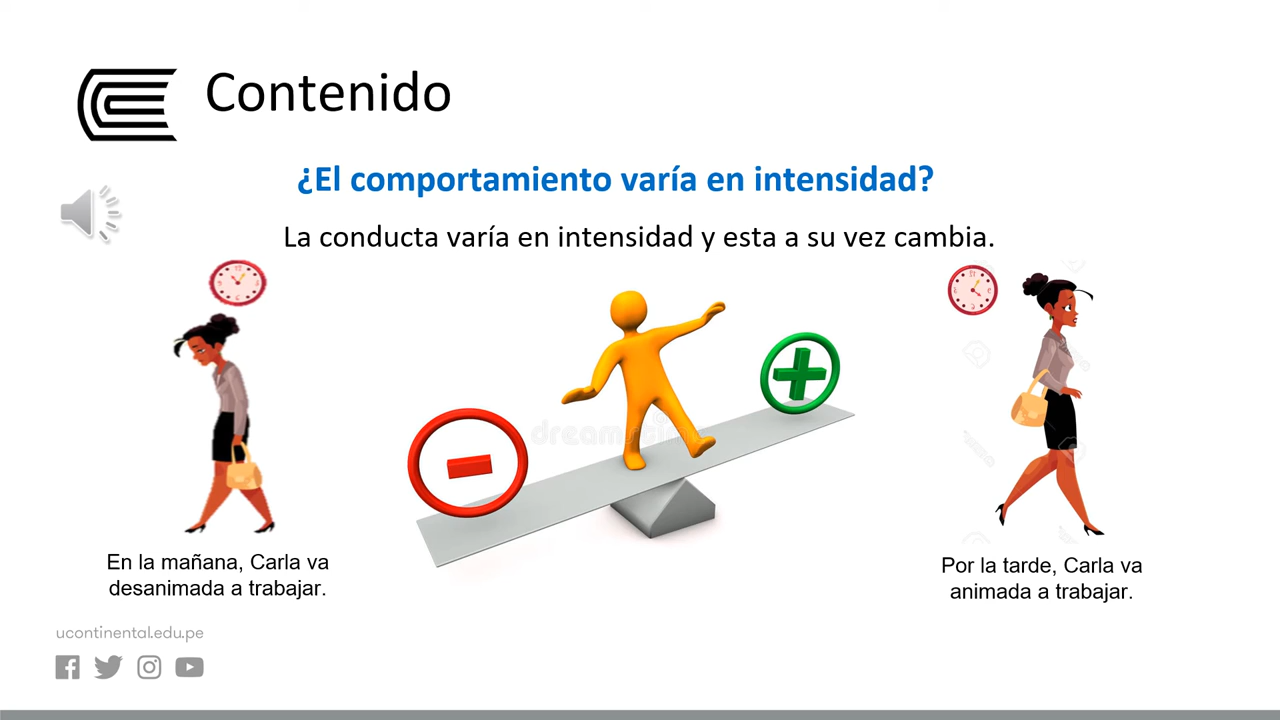 Contenido
¿El comportamiento varía en intensidad?
La conducta varía en intensidad y esta a su vez cambia.
En la mañana, Carla va
desanimada a trabajar.
Por la tarde, Carla va
animada a trabajar.
ucontinental.edu.pe